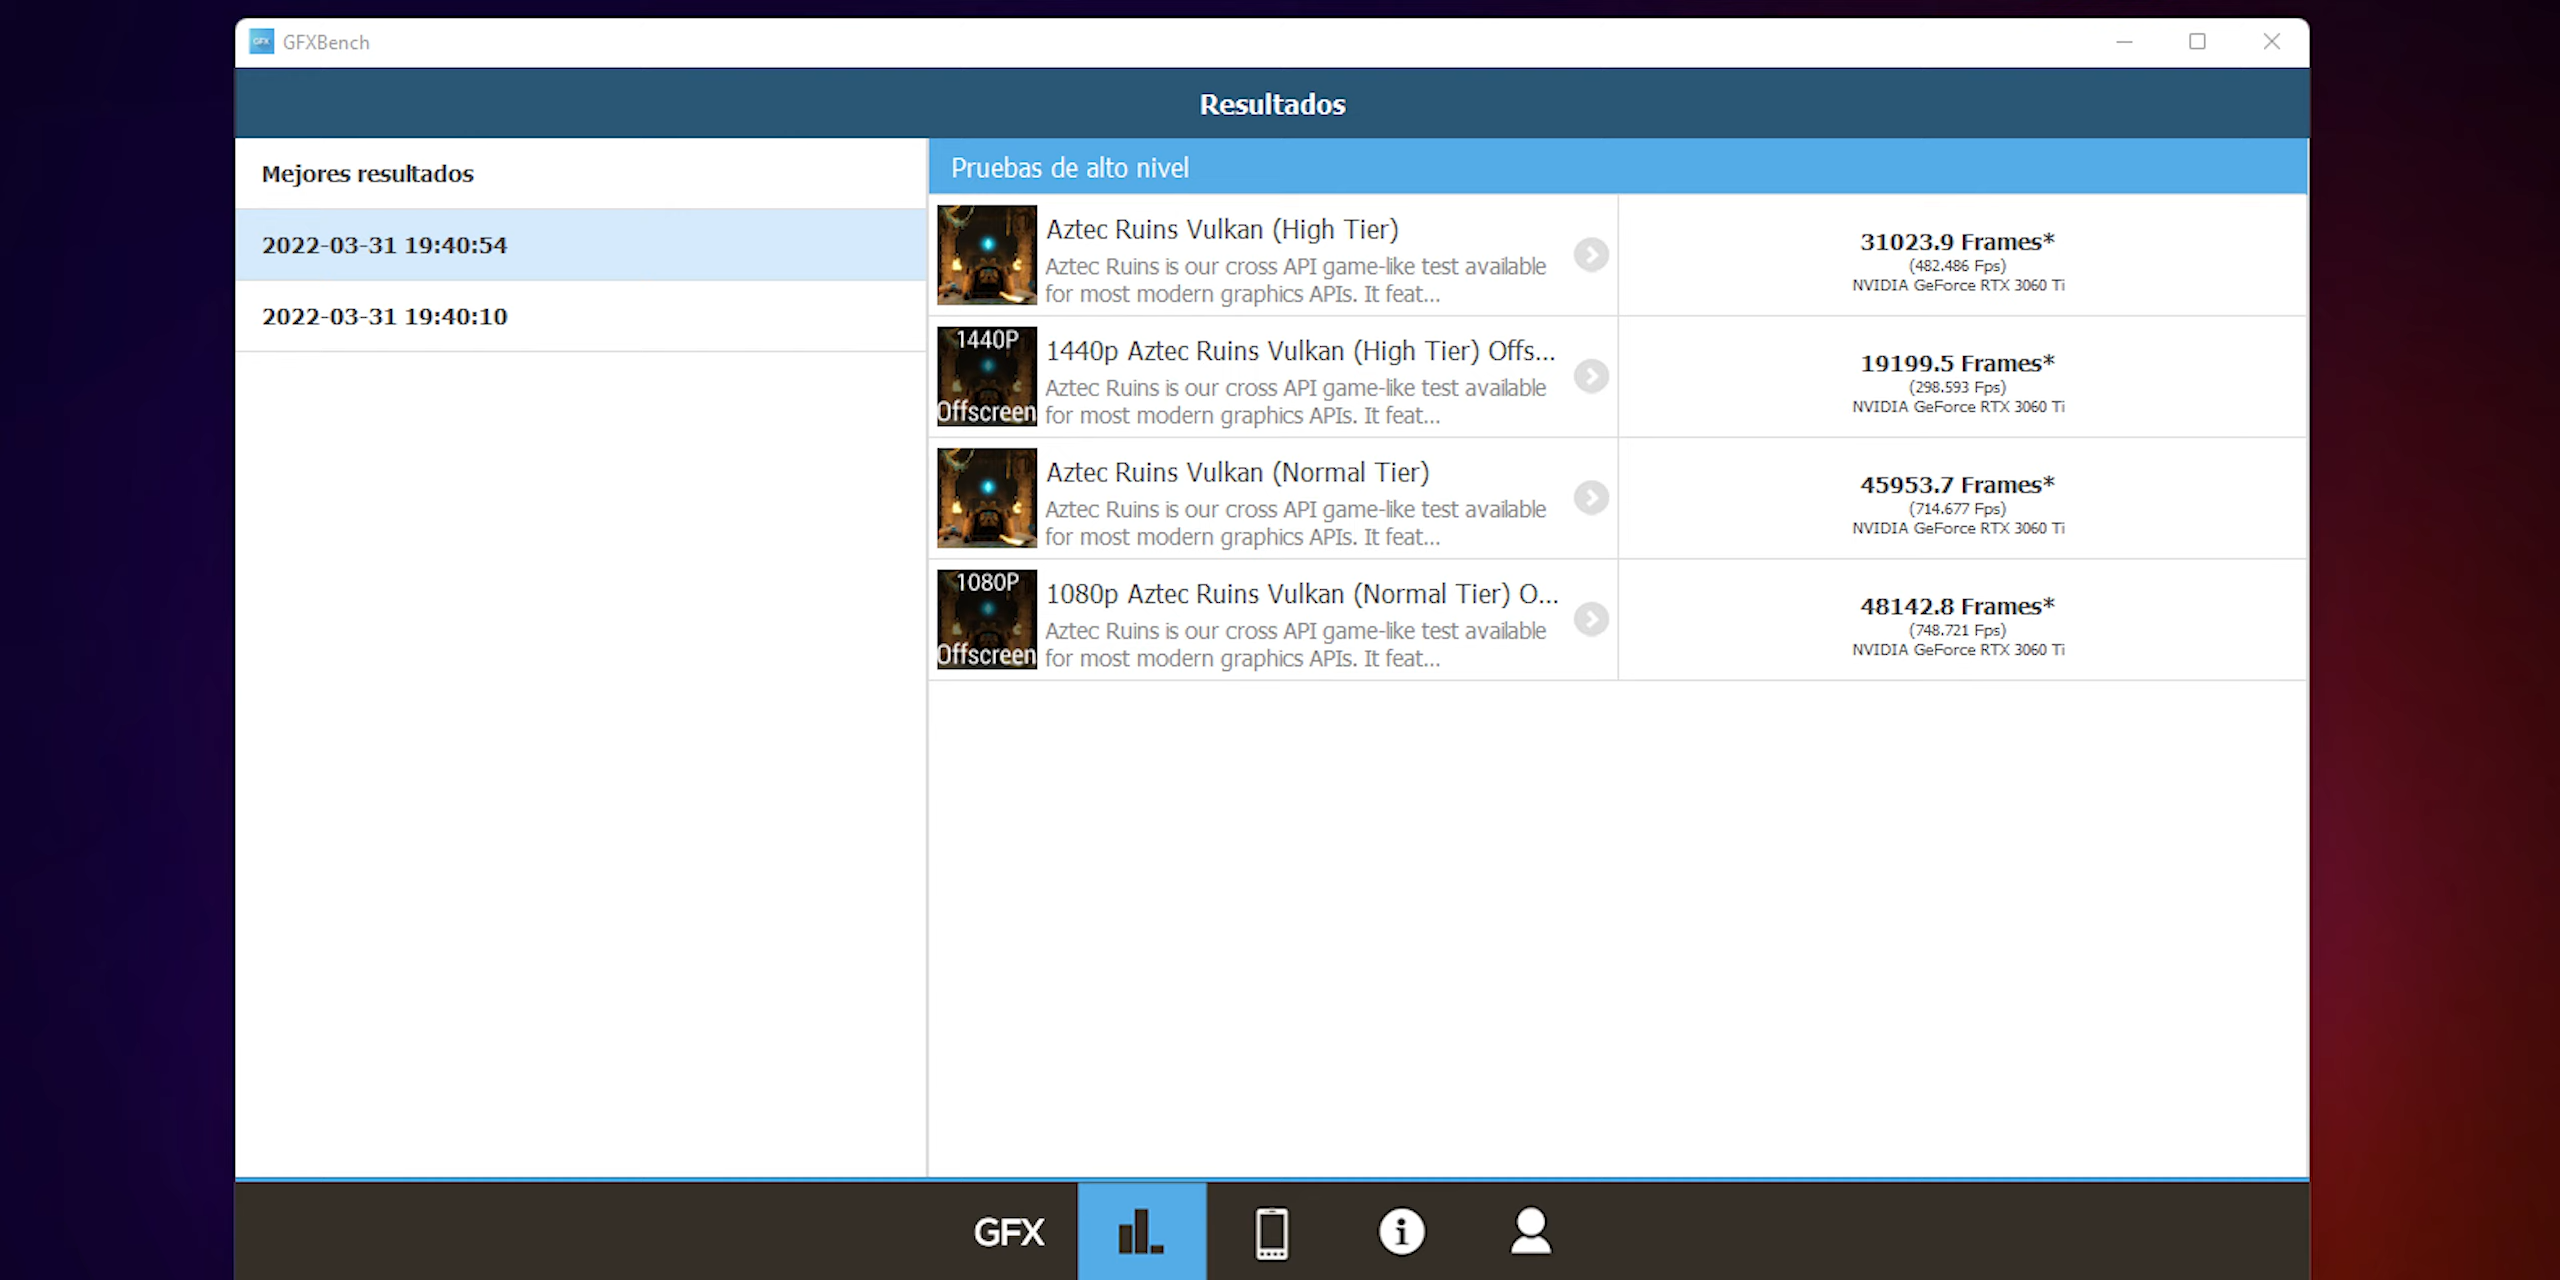 GFX GFXBench
Resultados
Mejores resultados
2022-03-31 19:40:54
2022-03-31 19:40:10
Pruebas de alto nivel
Aztec Ruins Vulkan (High Tier)
Aztec Ruins is our cross API game-like test available
for most modern graphics APIs. It feat...
31023.9 Frames*
(482.486 Fps)
NVIDIA GeForce RTX 3060 Ti
1440P
Offscreen
1440p Aztec Ruins Vulkan (High Tier) Offs...
Aztec Ruins is our cross API game-like test available
for most modern graphics APIs. It feat...
19199.5 Frames*
(298.593 Fps)
NVIDIA GeForce RTX 3060 Ti
Aztec Ruins Vulkan (Normal Tier)
Aztec Ruins is our cross API game-like test available
for most modern graphics APIs. It feat...
45953.7 Frames*
(714.677 Fps)
NVIDIA GeForce RTX 3060 Ti
1080P
Offscreen
1080p Aztec Ruins Vulkan (Normal Tier) O...
Aztec Ruins is our cross API game-like test available
for most modern graphics APIs. It feat...
48142.8 Frames*
(748.721 Fps)
NVIDIA GeForce RTX 3060 Ti
GFX